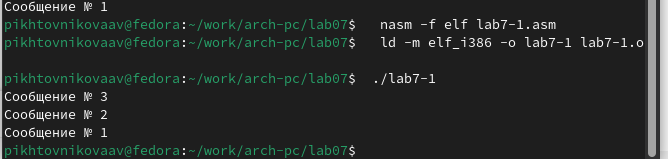 Сообщение № 1
pikhtovnikovaav@fedora:~/work/arch-pc/lab07$   nasm -f elf lab7-1.asm
pikhtovnikovaav@fedora:~/work/arch-pc/lab07$   ld -m elf_i386 -o lab7-1 lab7-1.o
pikhtovnikovaav@fedora:~/work/arch-pc/lab07$  ./lab7-1
Сообщение № 3
Сообщение № 2
Сообщение № 1
pikhtovnikovaav@fedora:~/work/arch-pc/lab07$